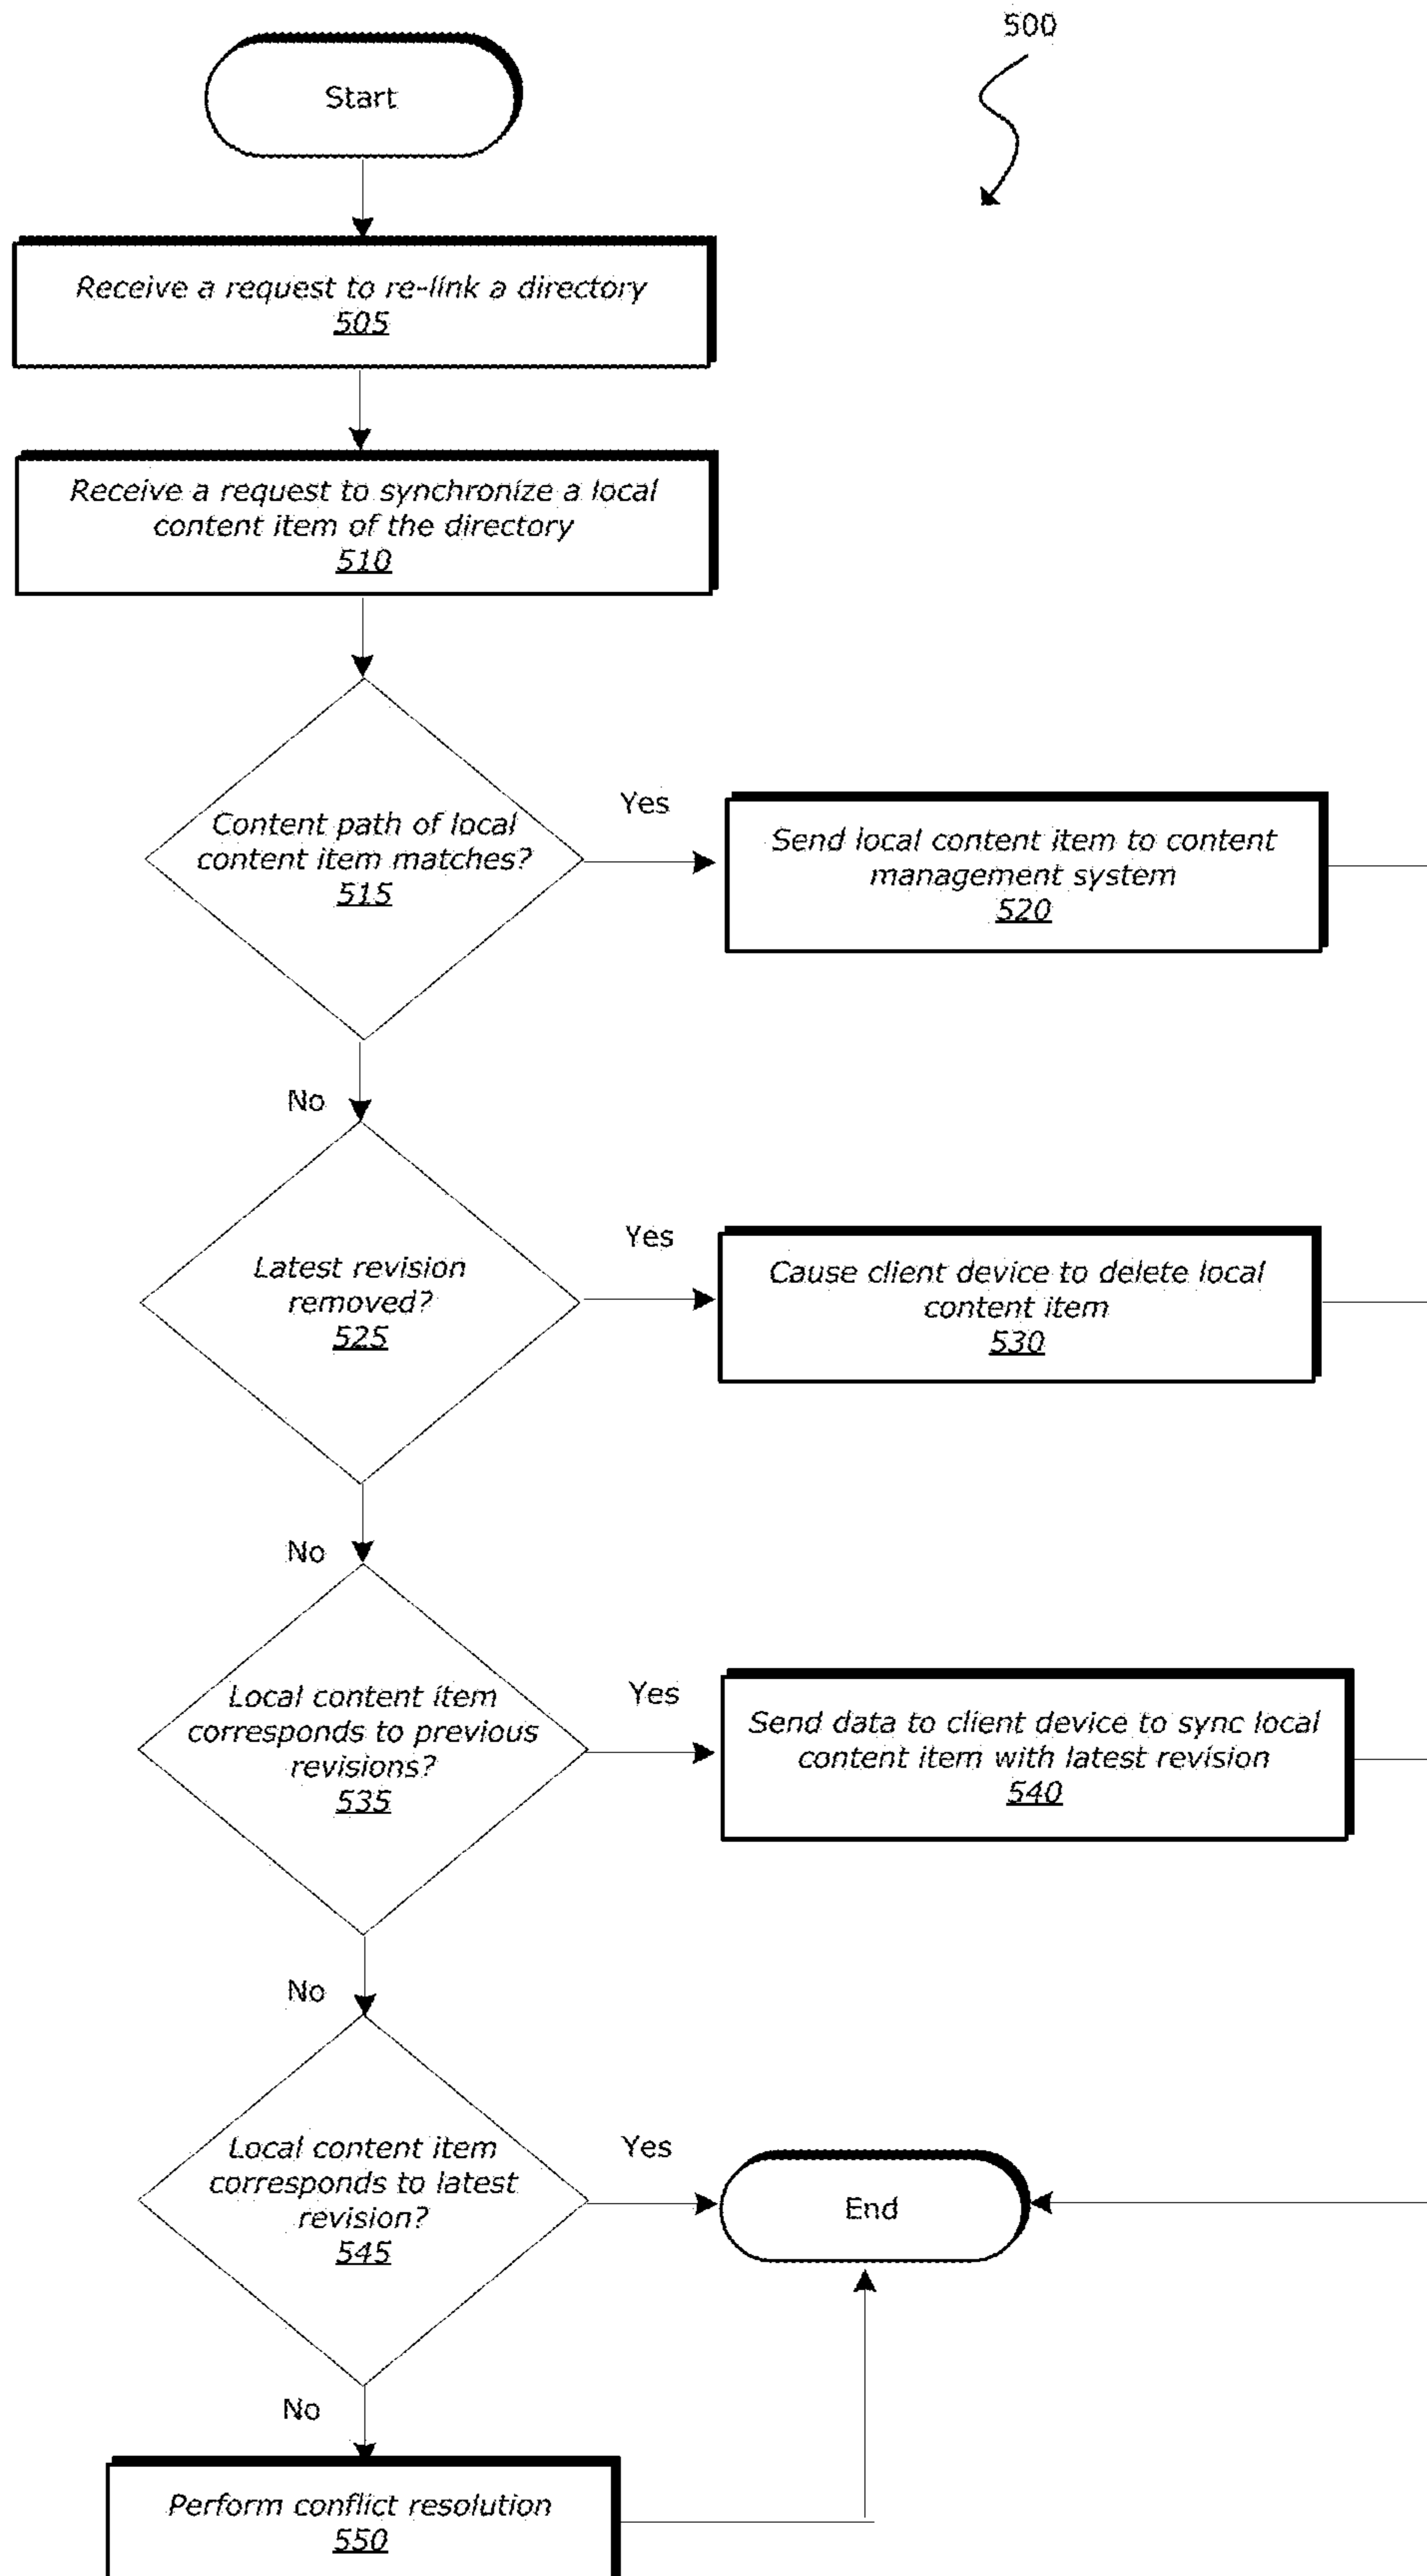 500
Start
Receive a request to re-link a directory
505
Receive a request to synchronize a local
content item of the directory
510
Content path of local
content item matches?
515
Yes
Send local content item to content
management system
520
No
Latest revision
removed?
525
Yes
Cause client device to delete local
content item
530
No
Local content item
corresponds to previous
revisions?
535
Yes
Send data to client device to sync local
content item with latest revision
540
No
Local content item
corresponds to latest
revision?
545
Yes
End
No
Perform conflict resolution
550